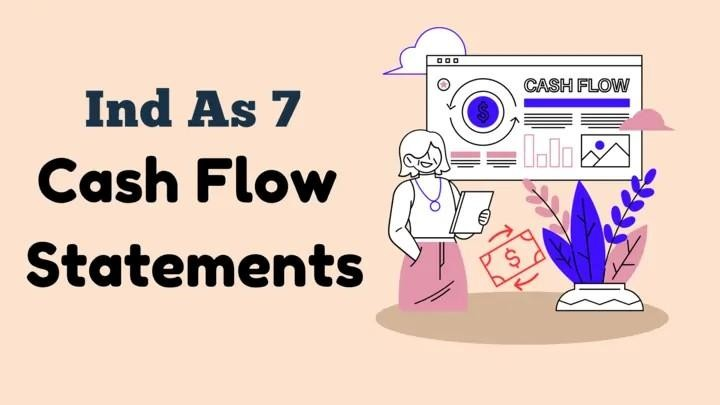 Ind As 7
Cash Flow
Statements
CASH FLOW
$
$